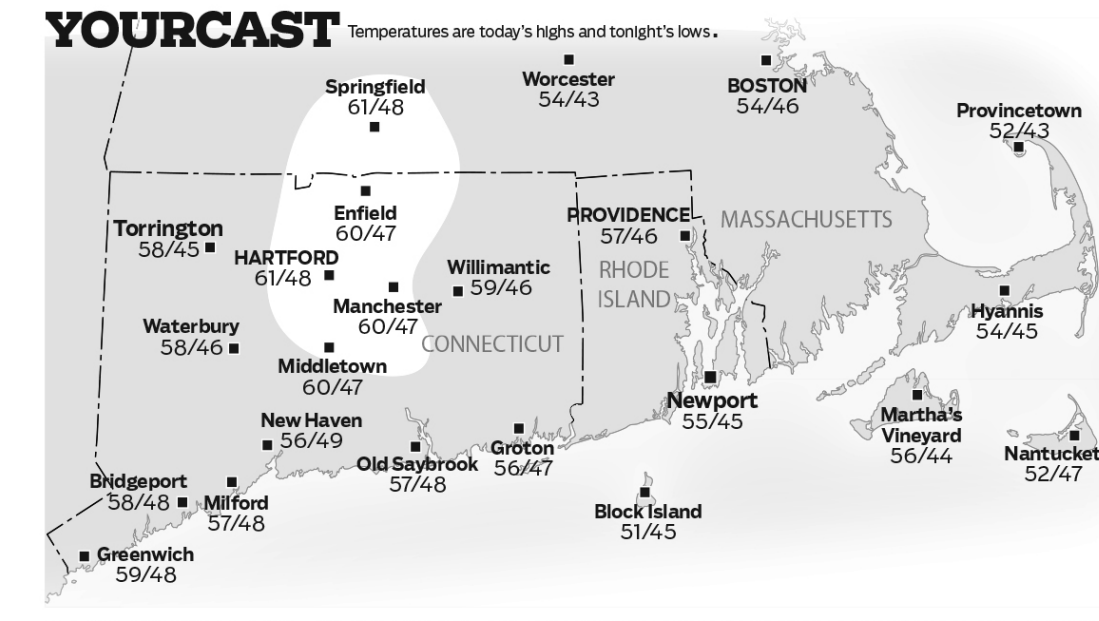 YOURCAST
Temperatures are today's highs and tonight's lows.
Springfield
61/48
Worcester
54/43
BOSTON
54/46
Provincetown
52/43
Enfield
60/47
Torrington
58/45
HARTFORD
61/48
Manchester
60/47
Willimantic
59/46
PROVIDENCE
57/46
MASSACHUSETTS
RHODE
ISLAND
Hyannis
54/45
Waterbury
58/46
Middletown
60/47
CONNECTICUT
Newport
55/45
Martha's
Vineyard
56/44
Nantucket
52/47
New Haven
56/49
Old Saybrook
57/48
Groton
56/47
Bridgeport
58/48
Milford
57/48
Block Island
51/45
Greenwich
59/48